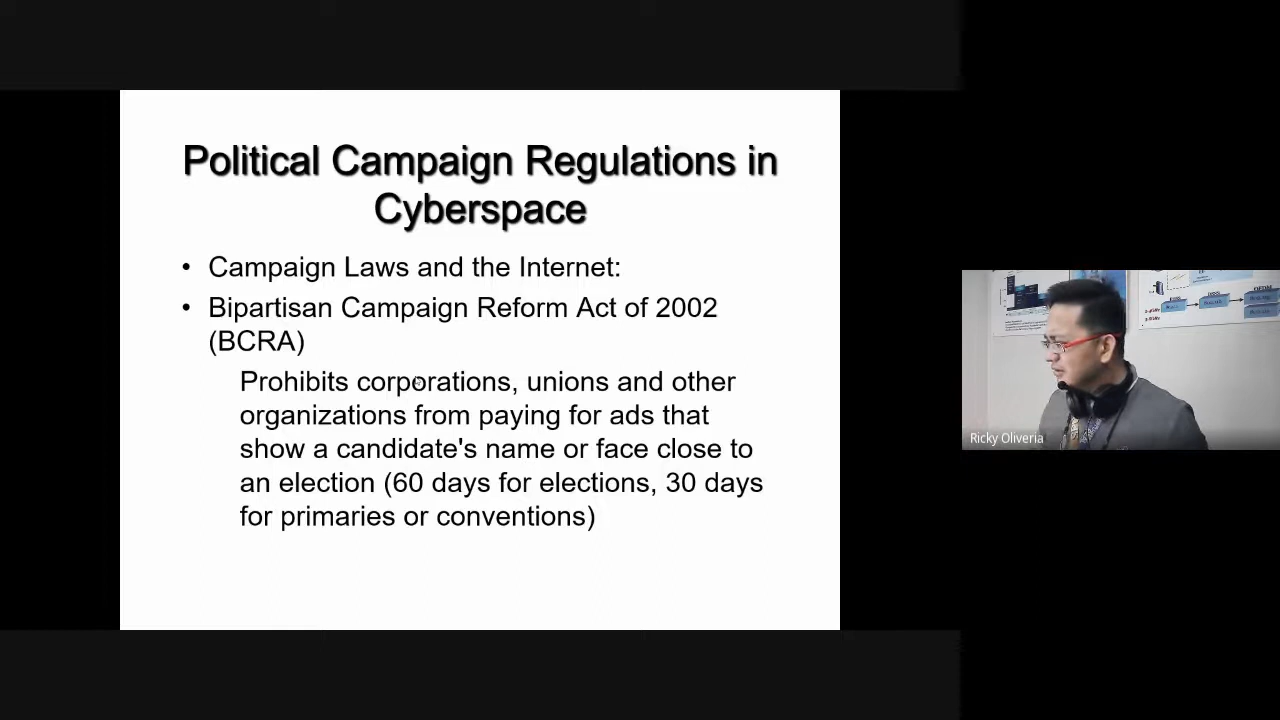 Political Campaign Regulations in
Cyberspace
• Campaign Laws and the Internet:
• Bipartisan Campaign Reform Act of 2002
(BCRA)
Prohibits corporations, unions and other
organizations from paying for ads that
show a candidate's name or face close to
an election (60 days for elections, 30 days
for primaries or conventions)
Ricky Oliveria